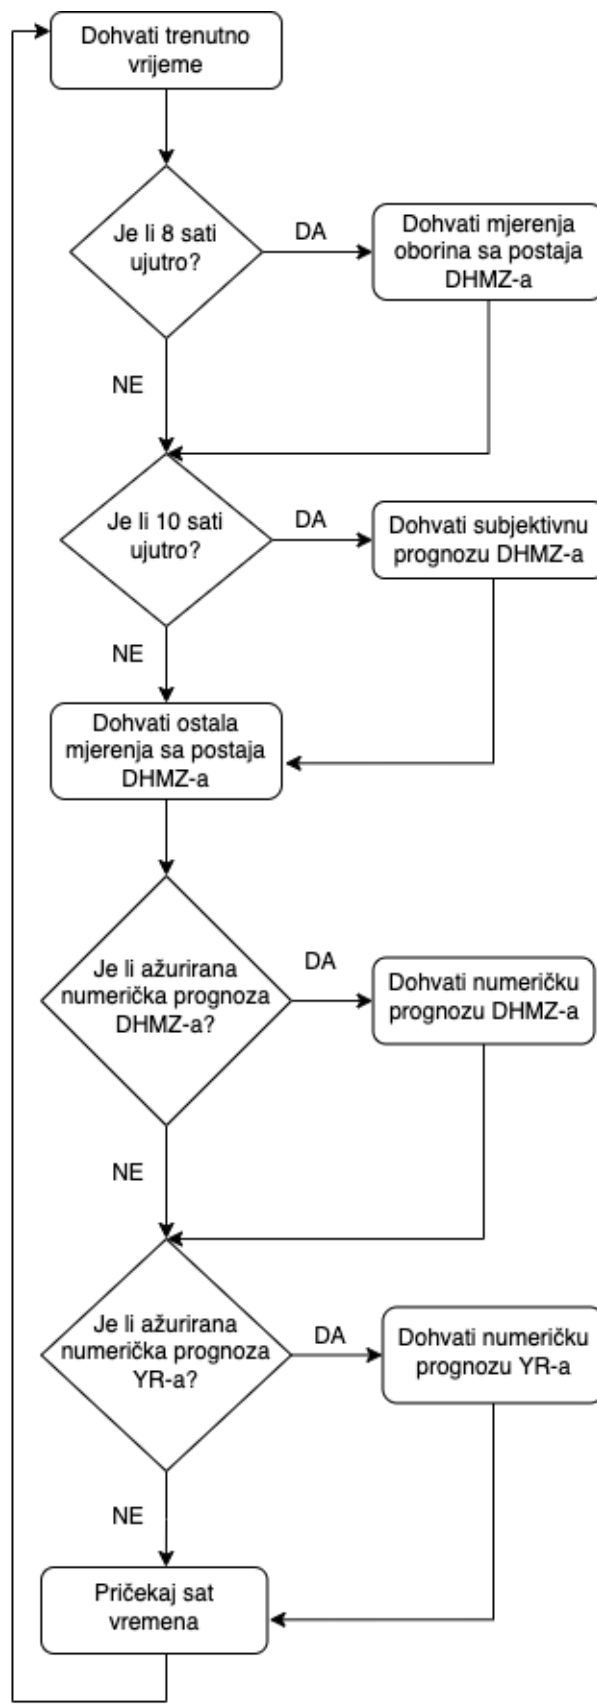 Dohvati trenutno
vrijeme
Je li 8 sati
ujutro?
DA
Dohvati mjerenja
oborina sa postaja
DHMZ-a
NE
Je li 10 sati
ujutro?
DA
Dohvati subjektivnu
prognozu DHMZ-a
NE
Dohvati ostala
mjerenja sa postaja
DHMZ-a
Je li ažurirana
numerička prognoza
DHMZ-a?
DA
Dohvati numeričku
prognozu DHMZ-a
NE
Je li ažurirana
numerička prognoza
YR-a?
DA
Dohvati numeričku
prognozu YR-a
NE
Pričekaj sat
vremena